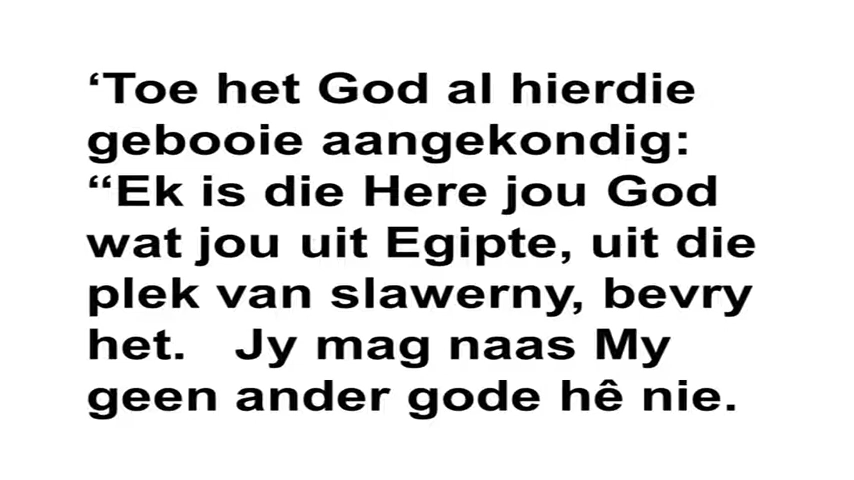 ‘Toe het God al hierdie
gebooie aangekondig:
“Ek is die Here jou God
wat jou uit Egipte, uit die
plek van slawerny, bevry
het.   Jy mag naas My
geen ander gode hê nie.